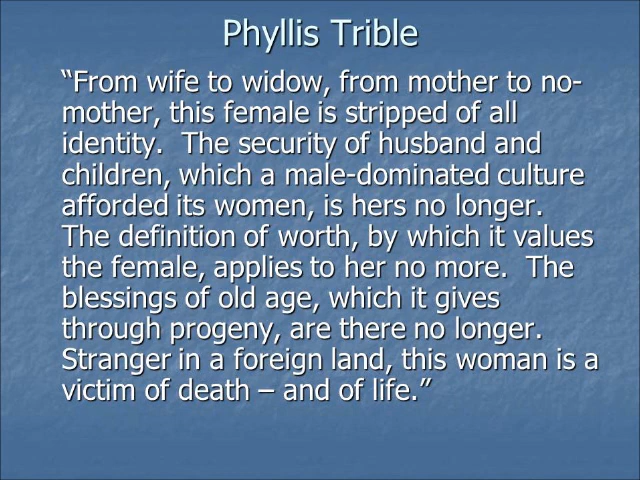 Phyllis Trible
“From wife to widow, from mother to no-
mother, this female is stripped of all
identity.  The security of husband and
children, which a male-dominated culture
afforded its women, is hers no longer.
The definition of worth, by which it values
the female, applies to her no more.  The
blessings of old age, which it gives
through progeny, are there no longer.
Stranger in a foreign land, this woman is a
victim of death – and of life.”